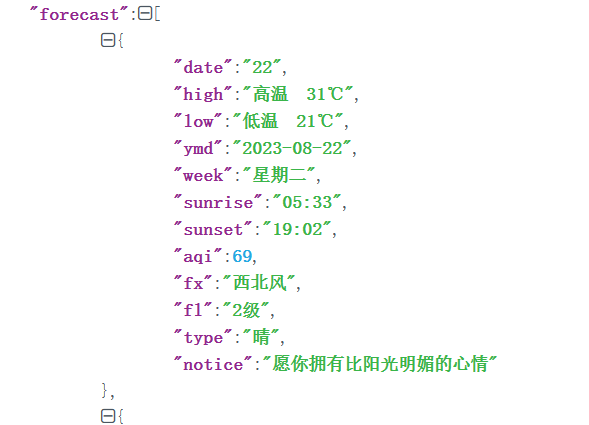 "forecast":[
{
"date":"22",
"high":"高温  31℃",
"low":"低温  21℃",
"ymd":"2023-08-22",
"week":"星期二",
"sunrise":"05:33",
"sunset":"19:02",
"aqi":69,
"fx":"西北风",
"fl":"2级",
"type":"晴",
"notice":"愿你拥有比阳光明媚的心情"
},
{